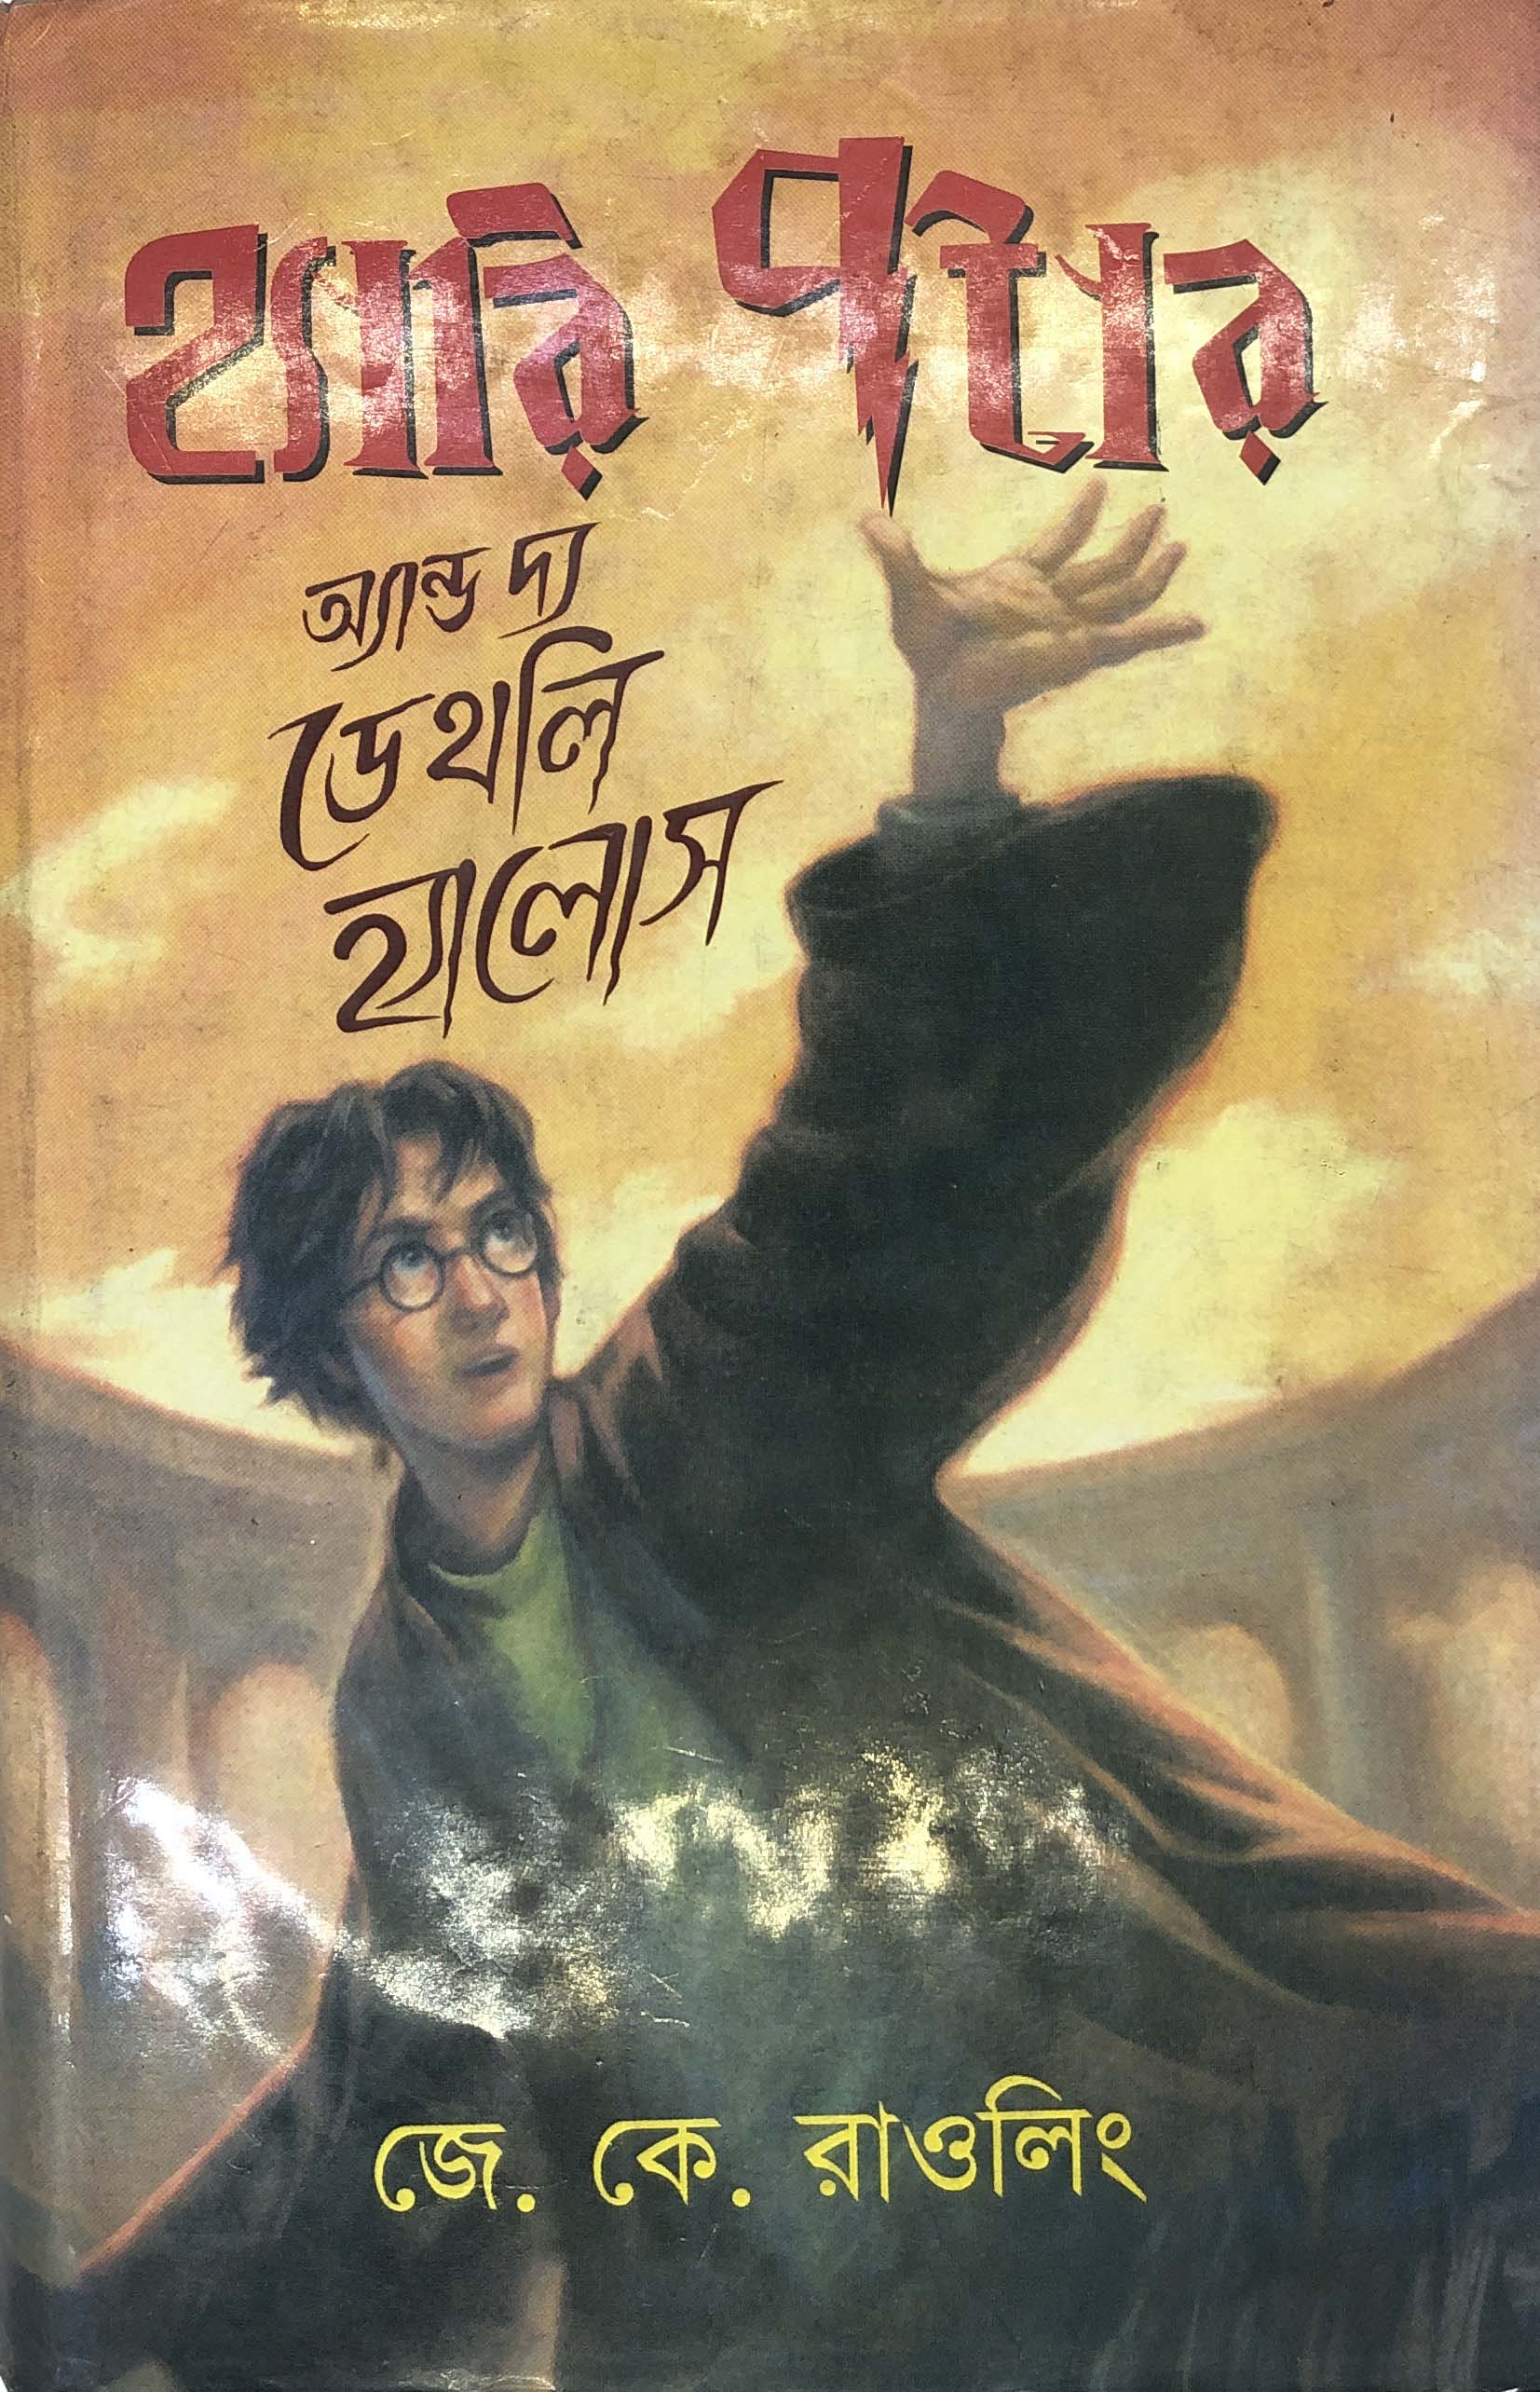 হ্যারি পটার
অ্যান্ড দ্য
ডেথলি
হ্যালোস
জে. কে. রাওলিং